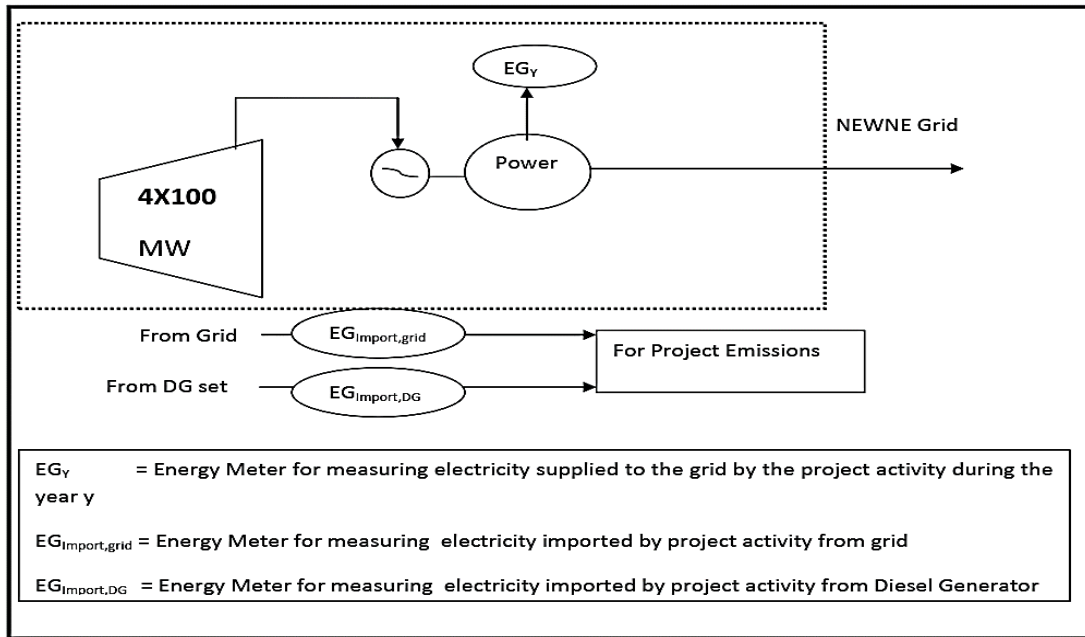 EGY
NEWNE Grid
Power
4X100
MW
From Grid
EGImport,grid
For Project Emissions
From DG set
EGImport,DG
EGY = Energy Meter for measuring electricity supplied to the grid by the project activity during the
year y
EGImport,grid = Energy Meter for measuring electricity imported by project activity from grid
EGImport,DG = Energy Meter for measuring electricity imported by project activity from Diesel Generator